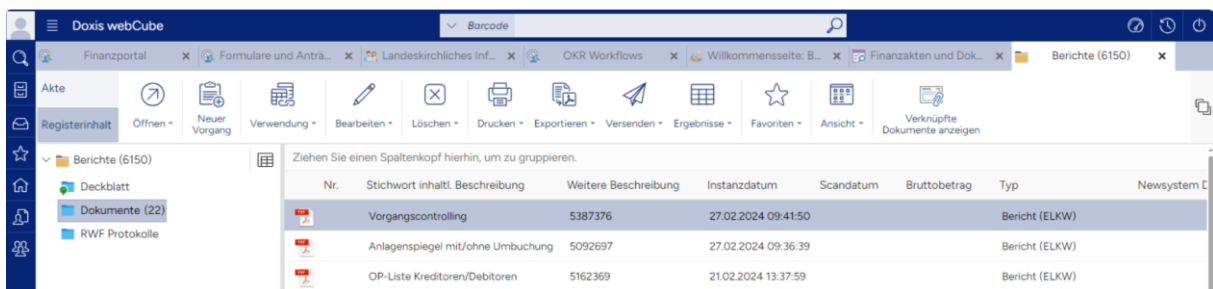 Doxis webCube
Barcode
Finanzportal
Formulare und Anträ...
Landeskirchliches Inf...
OKR Workflows
Willkommensseite: B...
Finanzakten und Dok...
Berichte (6150)
Akte
Registerinhalt
Öffnen
Neuer Vorgang
Verwendung
Bearbeiten
Löschen
Drucken
Exportieren
Versenden
Ergebnisse
Favoriten
Ansicht
Verknüpfte Dokumente anzeigen
Berichte (6150)
Deckblatt
Dokumente (22)
RWF Protokolle
Ziehen Sie einen Spaltenkopf hierhin, um zu gruppieren.
Nr. Stichwort inhaltl. Beschreibung Weitere Beschreibung Instanzdatum Scandatum Bruttobetrag Typ Newsystem
Vorgangscontrolling 5387376 27.02.2024 09:41:50 Bericht (ELKW)
Anlagenspiegel mit/ohne Umbuchung 5092697 27.02.2024 09:36:39 Bericht (ELKW)
OP-Liste Kreditoren/Debitoren 5162369 21.02.2024 13:37:59 Bericht (ELKW)